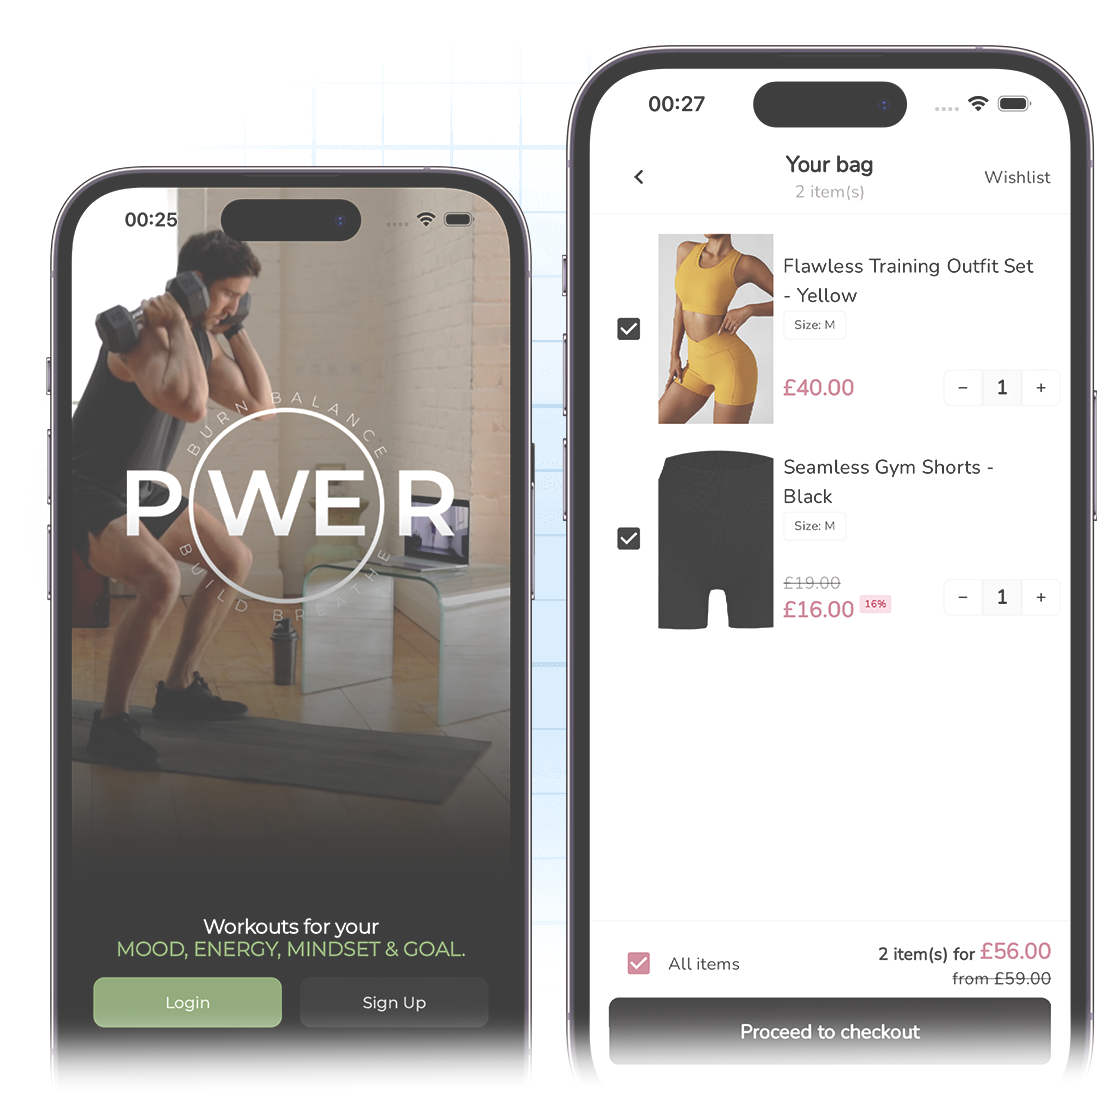 00:25
BURN BALANCE
POWER
BUILD BREATHE
Workouts for your
MOOD, ENERGY, MINDSET & GOAL.
Login
Sign Up
00:27
Your bag
2 item(s)
Wishlist
Flawless Training Outfit Set
- Yellow
Size: M
£40.00
− 1 +
Seamless Gym Shorts -
Black
Size: M
£19.00
£16.00 16%
− 1 +
All items
2 item(s) for £56.00
from £59.00
Proceed to checkout